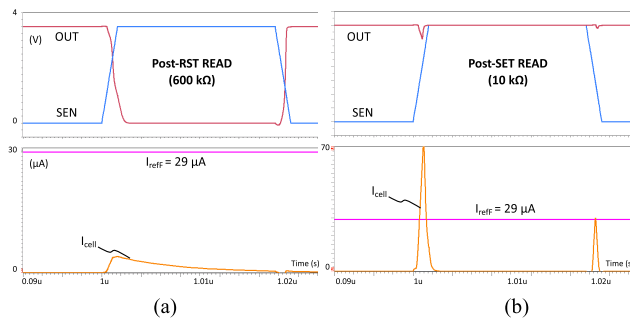 4
(V)
OUT
Post-RST READ
(600 kΩ)
SEN
0
30
(μA)
IrefF = 29 μA
Icell
Time (s)
0
0.09u
1u
1.01u
1.02u
(a)
OUT
Post-SET READ
(10 kΩ)
SEN
70
Icell
IrefF = 29 μA
Time (s)
0
0.09u
1u
1.01u
1.02u
(b)